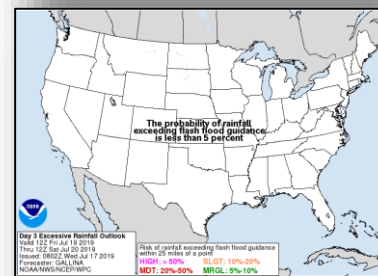 The probability of rainfall
exceeding flash flood guidance
is less than 5 percent
NOAA
Day 3 Excessive Rainfall Outlook
Valid 12Z Fri Jul 19 2019
Thru 12Z Sat Jul 20 2019
Issued: 0802Z Wed Jul 17 2019
Forecaster: GALLINA
NOAA/NWS/NCEP/WPC
Risk of rainfall exceeding flash flood guidance
within 25 miles of a point
HIGH: > 50% SLGT: 10%-20%
MDT: 20%-50% MRGL: 5%-10%